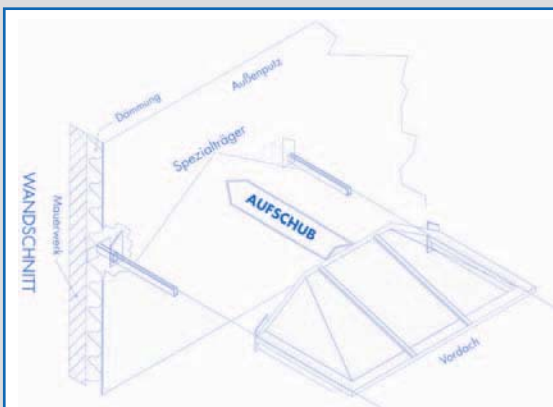 Außenputz
Dämmung
Spezialträger
WANDSCHNITT
Mauerwerk
AUFSCHUB
Vordach